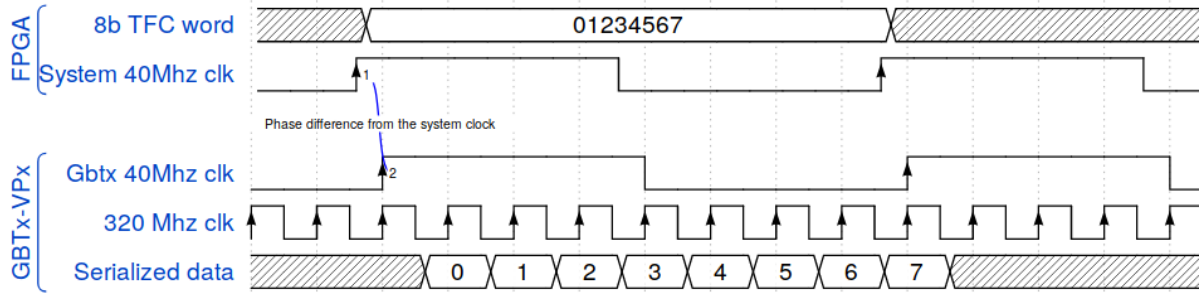 FPGA
8b TFC word
01234567
System 40Mhz clk
1
Phase difference from the system clock
GBTx-VPx
Gbtx 40Mhz clk
2
320 Mhz clk
Serialized data
0 1 2 3 4 5 6 7